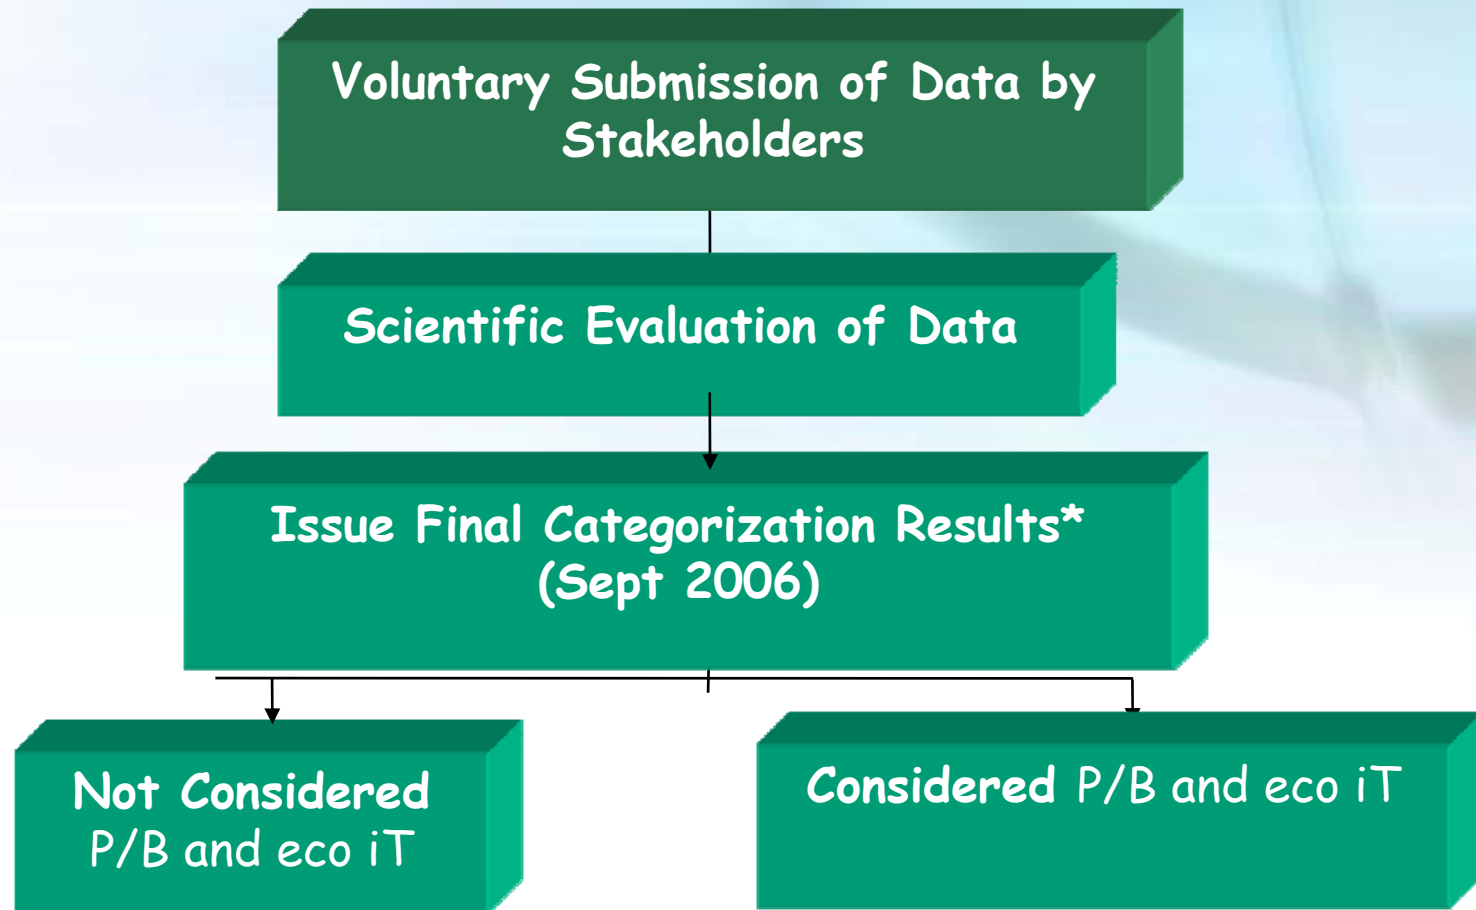 Voluntary Submission of Data by
Stakeholders
Scientific Evaluation of Data
Issue Final Categorization Results*
(Sept 2006)
Not Considered
P/B and eco iT
Considered P/B and eco iT